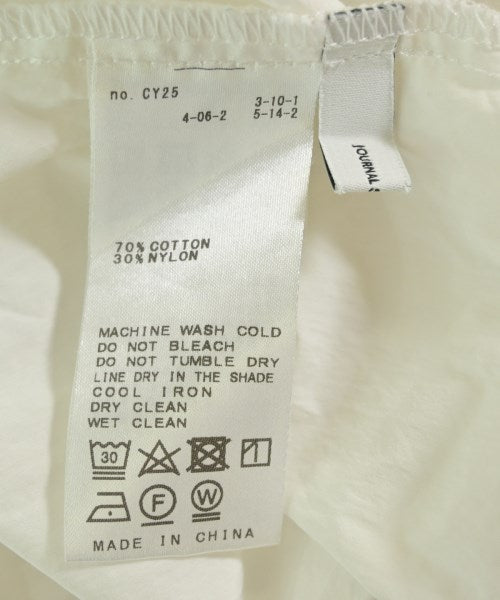 no. CY25
4-06-2 3-10-1
5-14-2
70% COTTON
30% NYLON
MACHINE WASH COLD
DO NOT BLEACH
DO NOT TUMBLE DRY
LINE DRY IN THE SHADE
COOL IRON
DRY CLEAN
WET CLEAN
30
F W
MADE IN CHINA
JOURNAL S